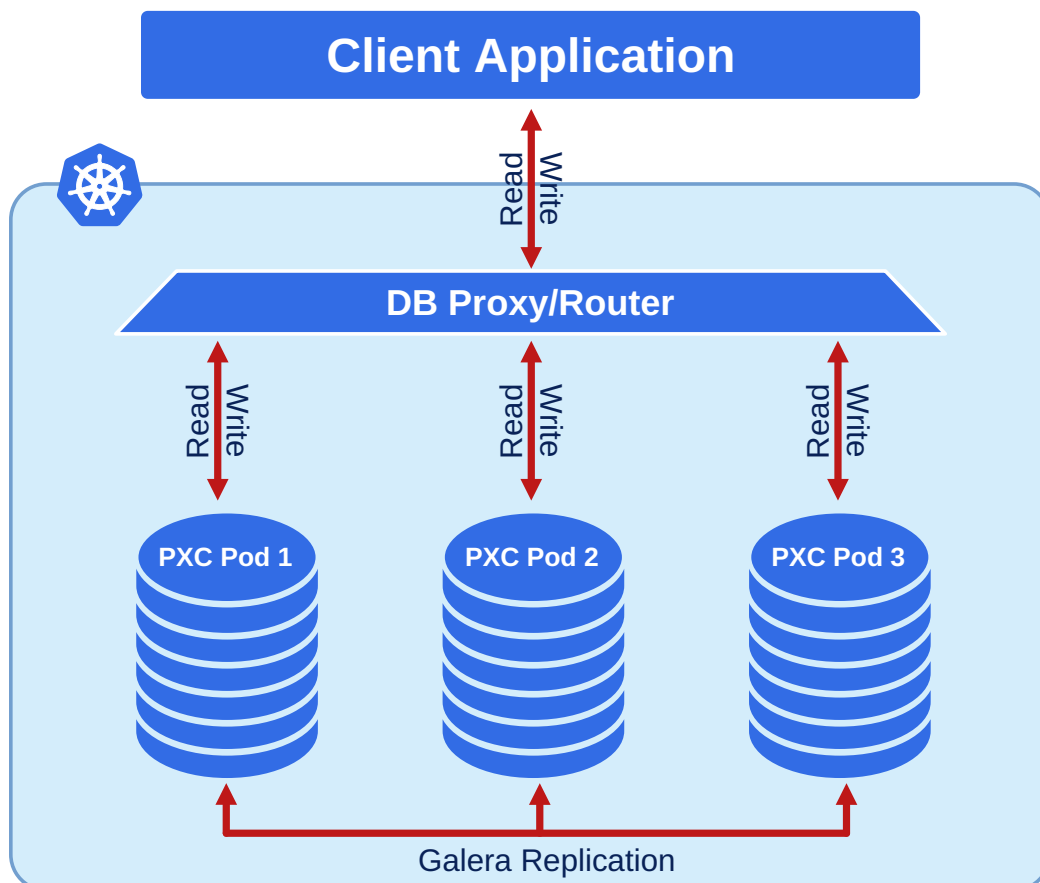 Client Application
Read
Write
DB Proxy/Router
Read
Write
Read
Write
Read
Write
PXC Pod 1
PXC Pod 2
PXC Pod 3
Galera Replication